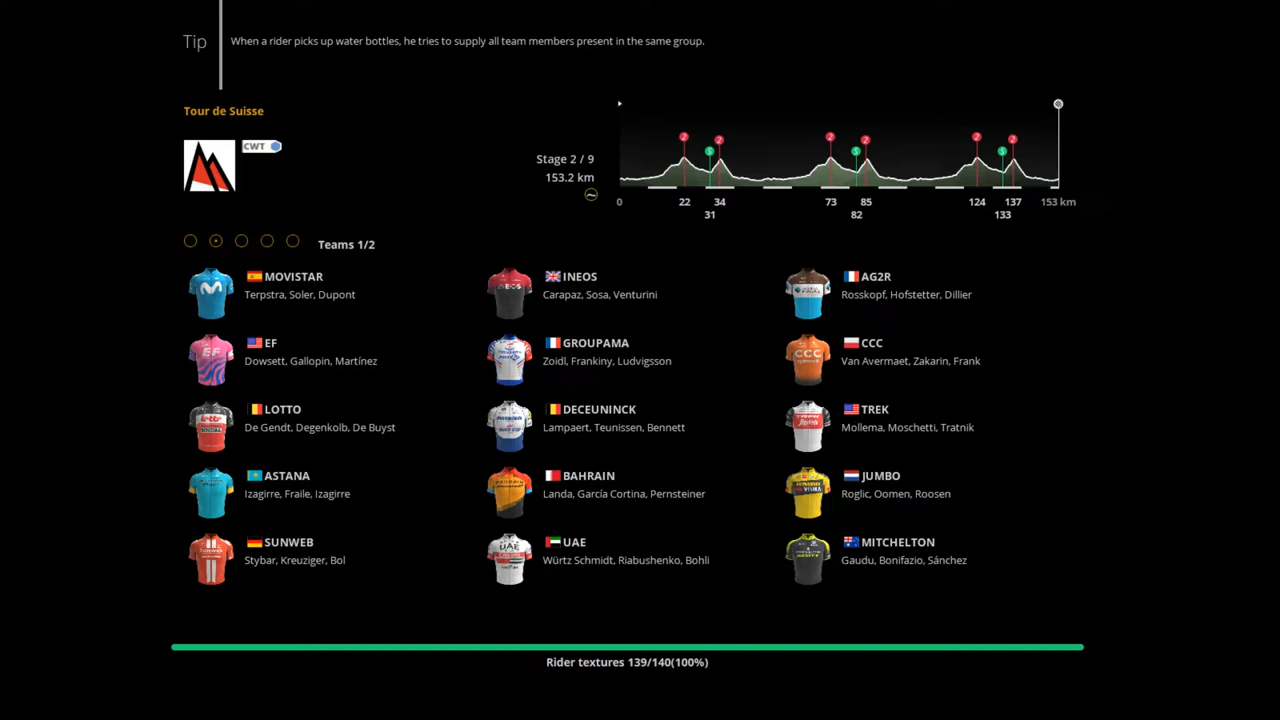 Tip
When a rider picks up water bottles, he tries to supply all team members present in the same group.
Tour de Suisse
CWT
Stage 2 / 9
153.2 km
2 2 2 2 2 2
S S S
0 22 34 73 85 124 137 153 km
31 82 133
Teams 1/2
MOVISTAR
Terpstra, Soler, Dupont
INEOS
Carapaz, Sosa, Venturini
AG2R
Rosskopf, Hofstetter, Dillier
EF
Dowsett, Gallopin, Martínez
GROUPAMA
Zoidl, Frankiny, Ludvigsson
CCC
Van Avermaet, Zakarin, Frank
LOTTO
De Gendt, Degenkolb, De Buyst
DECEUNINCK
Lampaert, Teunissen, Bennett
TREK
Mollema, Moschetti, Tratnik
ASTANA
Izagirre, Fraile, Izagirre
BAHRAIN
Landa, García Cortina, Pernsteiner
JUMBO
Roglic, Oomen, Roosen
SUNWEB
Stybar, Kreuziger, Bol
UAE
Würtz Schmidt, Riabushenko, Bohli
MITCHELTON
Gaudu, Bonifazio, Sánchez
Rider textures 139/140(100%)